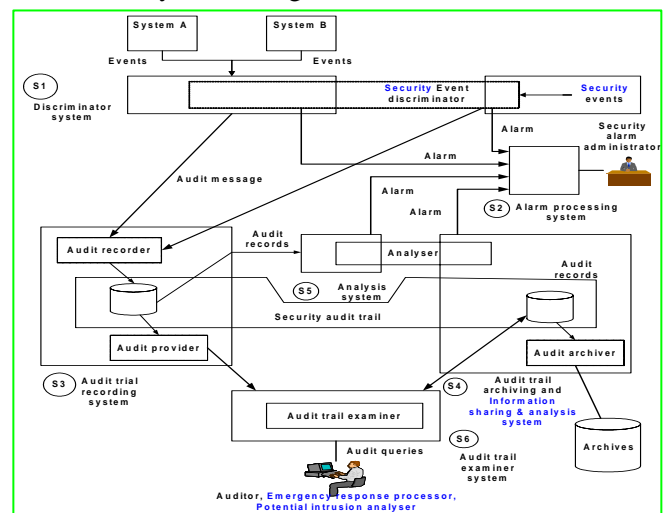 System A
System B
Events
Events
S1
Discriminator
system
Security Event
discriminator
Security
events
Alarm
Security
alarm
administrator
Alarm
Audit message
Alarm
Alarm
S2
Alarm processing
system
Audit recorder
Audit
records
Analyser
Audit
records
S5
Analysis
system
Security audit trail
Audit provider
Audit archiver
S3
Audit trial
recording
system
S4
Audit trail
archiving and
Information
sharing & analysis
system
Audit trail examiner
Archives
S6
Audit queries
Audit trail
examiner
system
Auditor, Emergency response processor,
Potential intrusion analyser